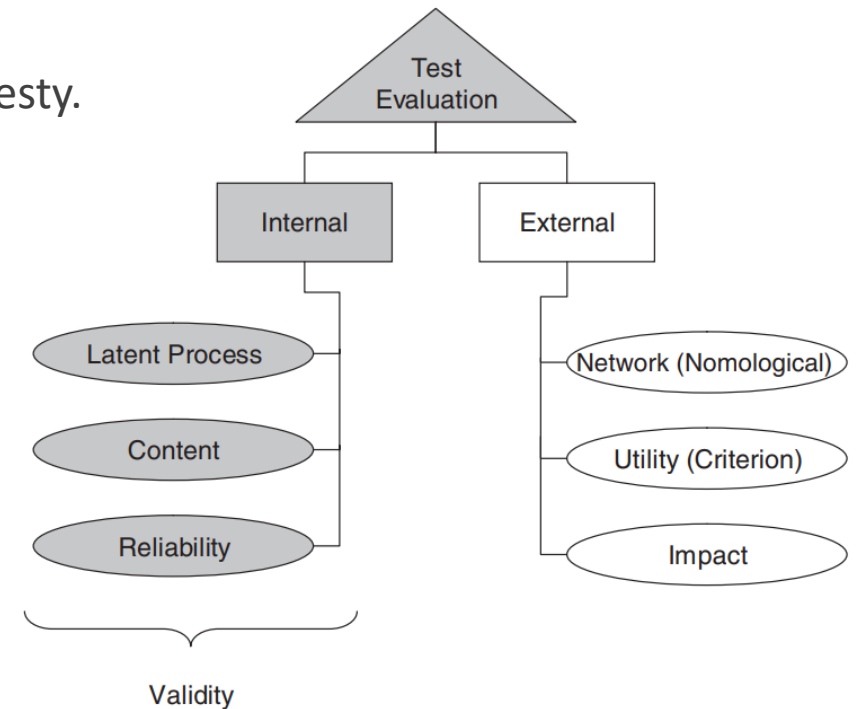 esty.
Test
Evaluation
Internal
External
Latent Process
Network (Nomological)
Content
Utility (Criterion)
Reliability
Impact
Validity